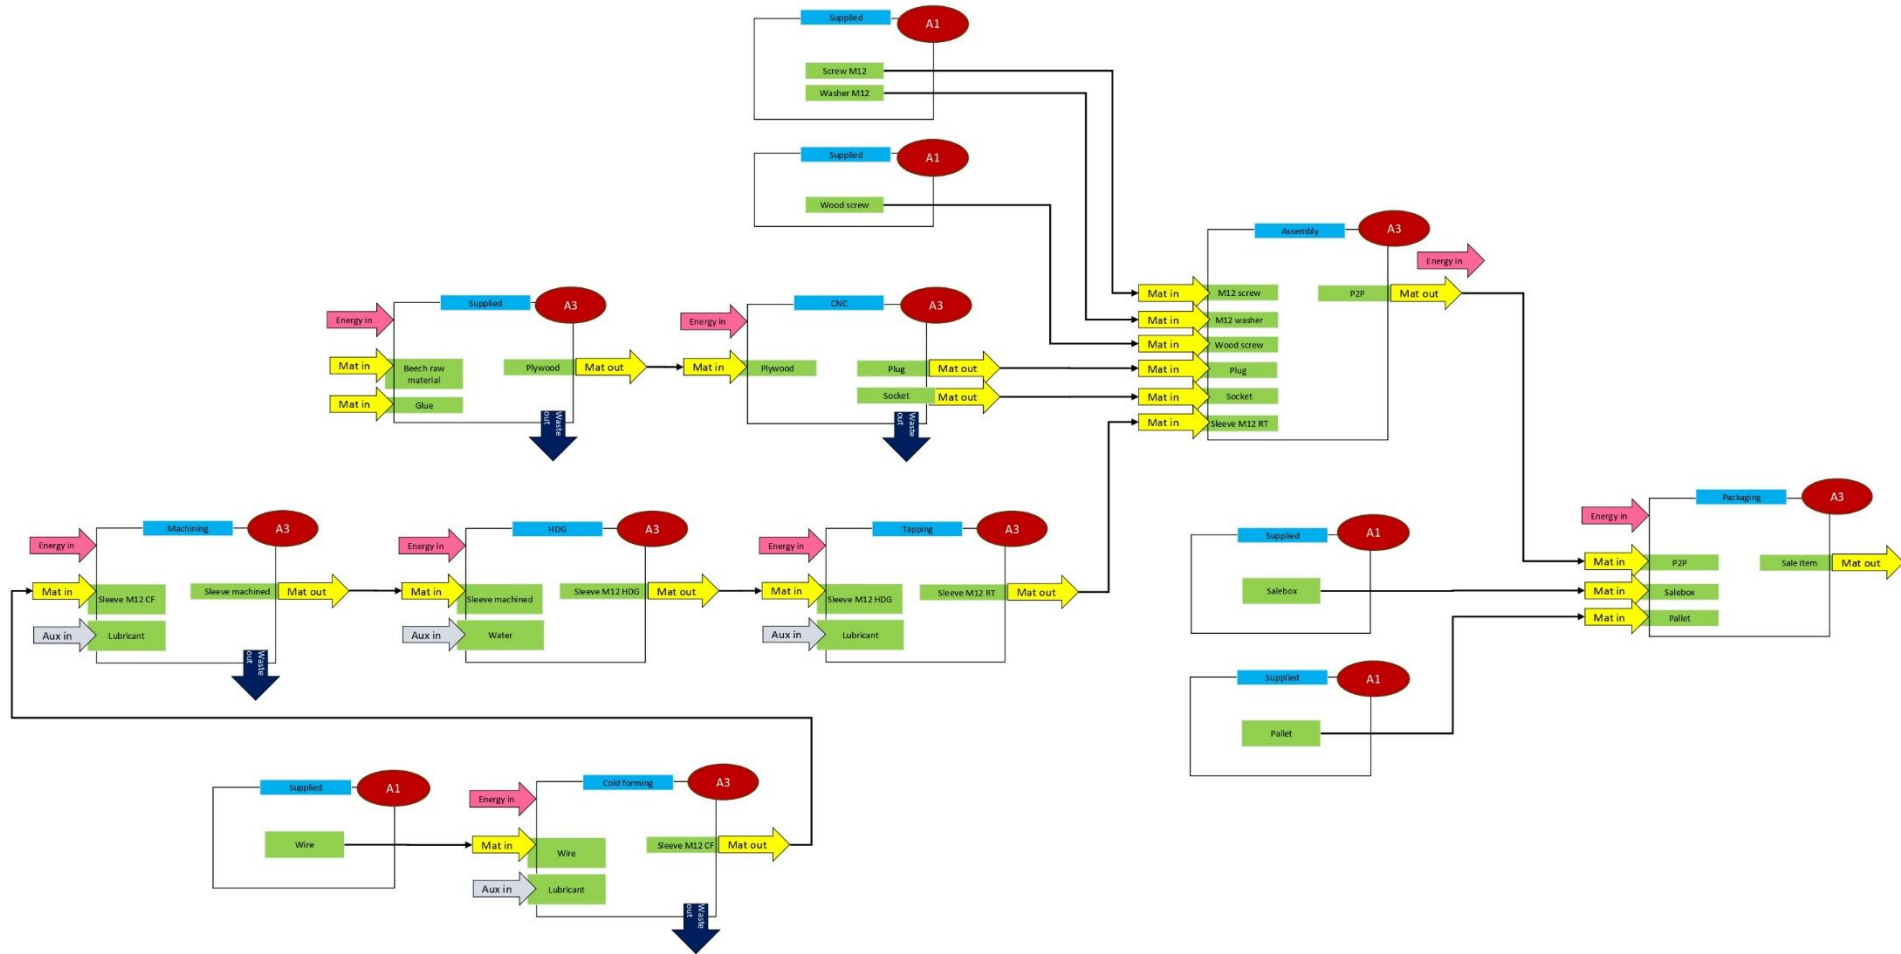 Supplied
A1
Screw M12
Washer M12
Supplied
A1
Wood screw
Assembly
A3
Energy in
Mat in
M12 screw
P2P
Mat out
Mat in
M12 washer
Mat in
Wood screw
Mat in
Plug
Mat in
Socket
Mat in
Sleeve M12 RT
Supplied
A3
Energy in
Mat in
Beech raw
material
Plywood
Mat out
Mat in
Glue
Waste
out
CNC
A3
Energy in
Mat in
Plywood
Plug
Mat out
Socket
Mat out
Waste
out
Machining
A3
Energy in
Mat in
Sleeve M12 CF
Sleeve machined
Mat out
Aux in
Lubricant
Waste
out
HDG
A3
Energy in
Mat in
Sleeve machined
Sleeve M12 HDG
Mat out
Aux in
Water
Tapping
A3
Energy in
Mat in
Sleeve M12 HDG
Sleeve M12 RT
Mat out
Aux in
Lubricant
Supplied
A1
Salebox
Supplied
A1
Pallet
Packaging
A3
Energy in
Mat in
P2P
Sale item
Mat out
Mat in
Salebox
Mat in
Pallet
Supplied
A1
Wire
Cold forming
A3
Energy in
Mat in
Wire
Sleeve M12 CF
Mat out
Aux in
Lubricant
Waste
out